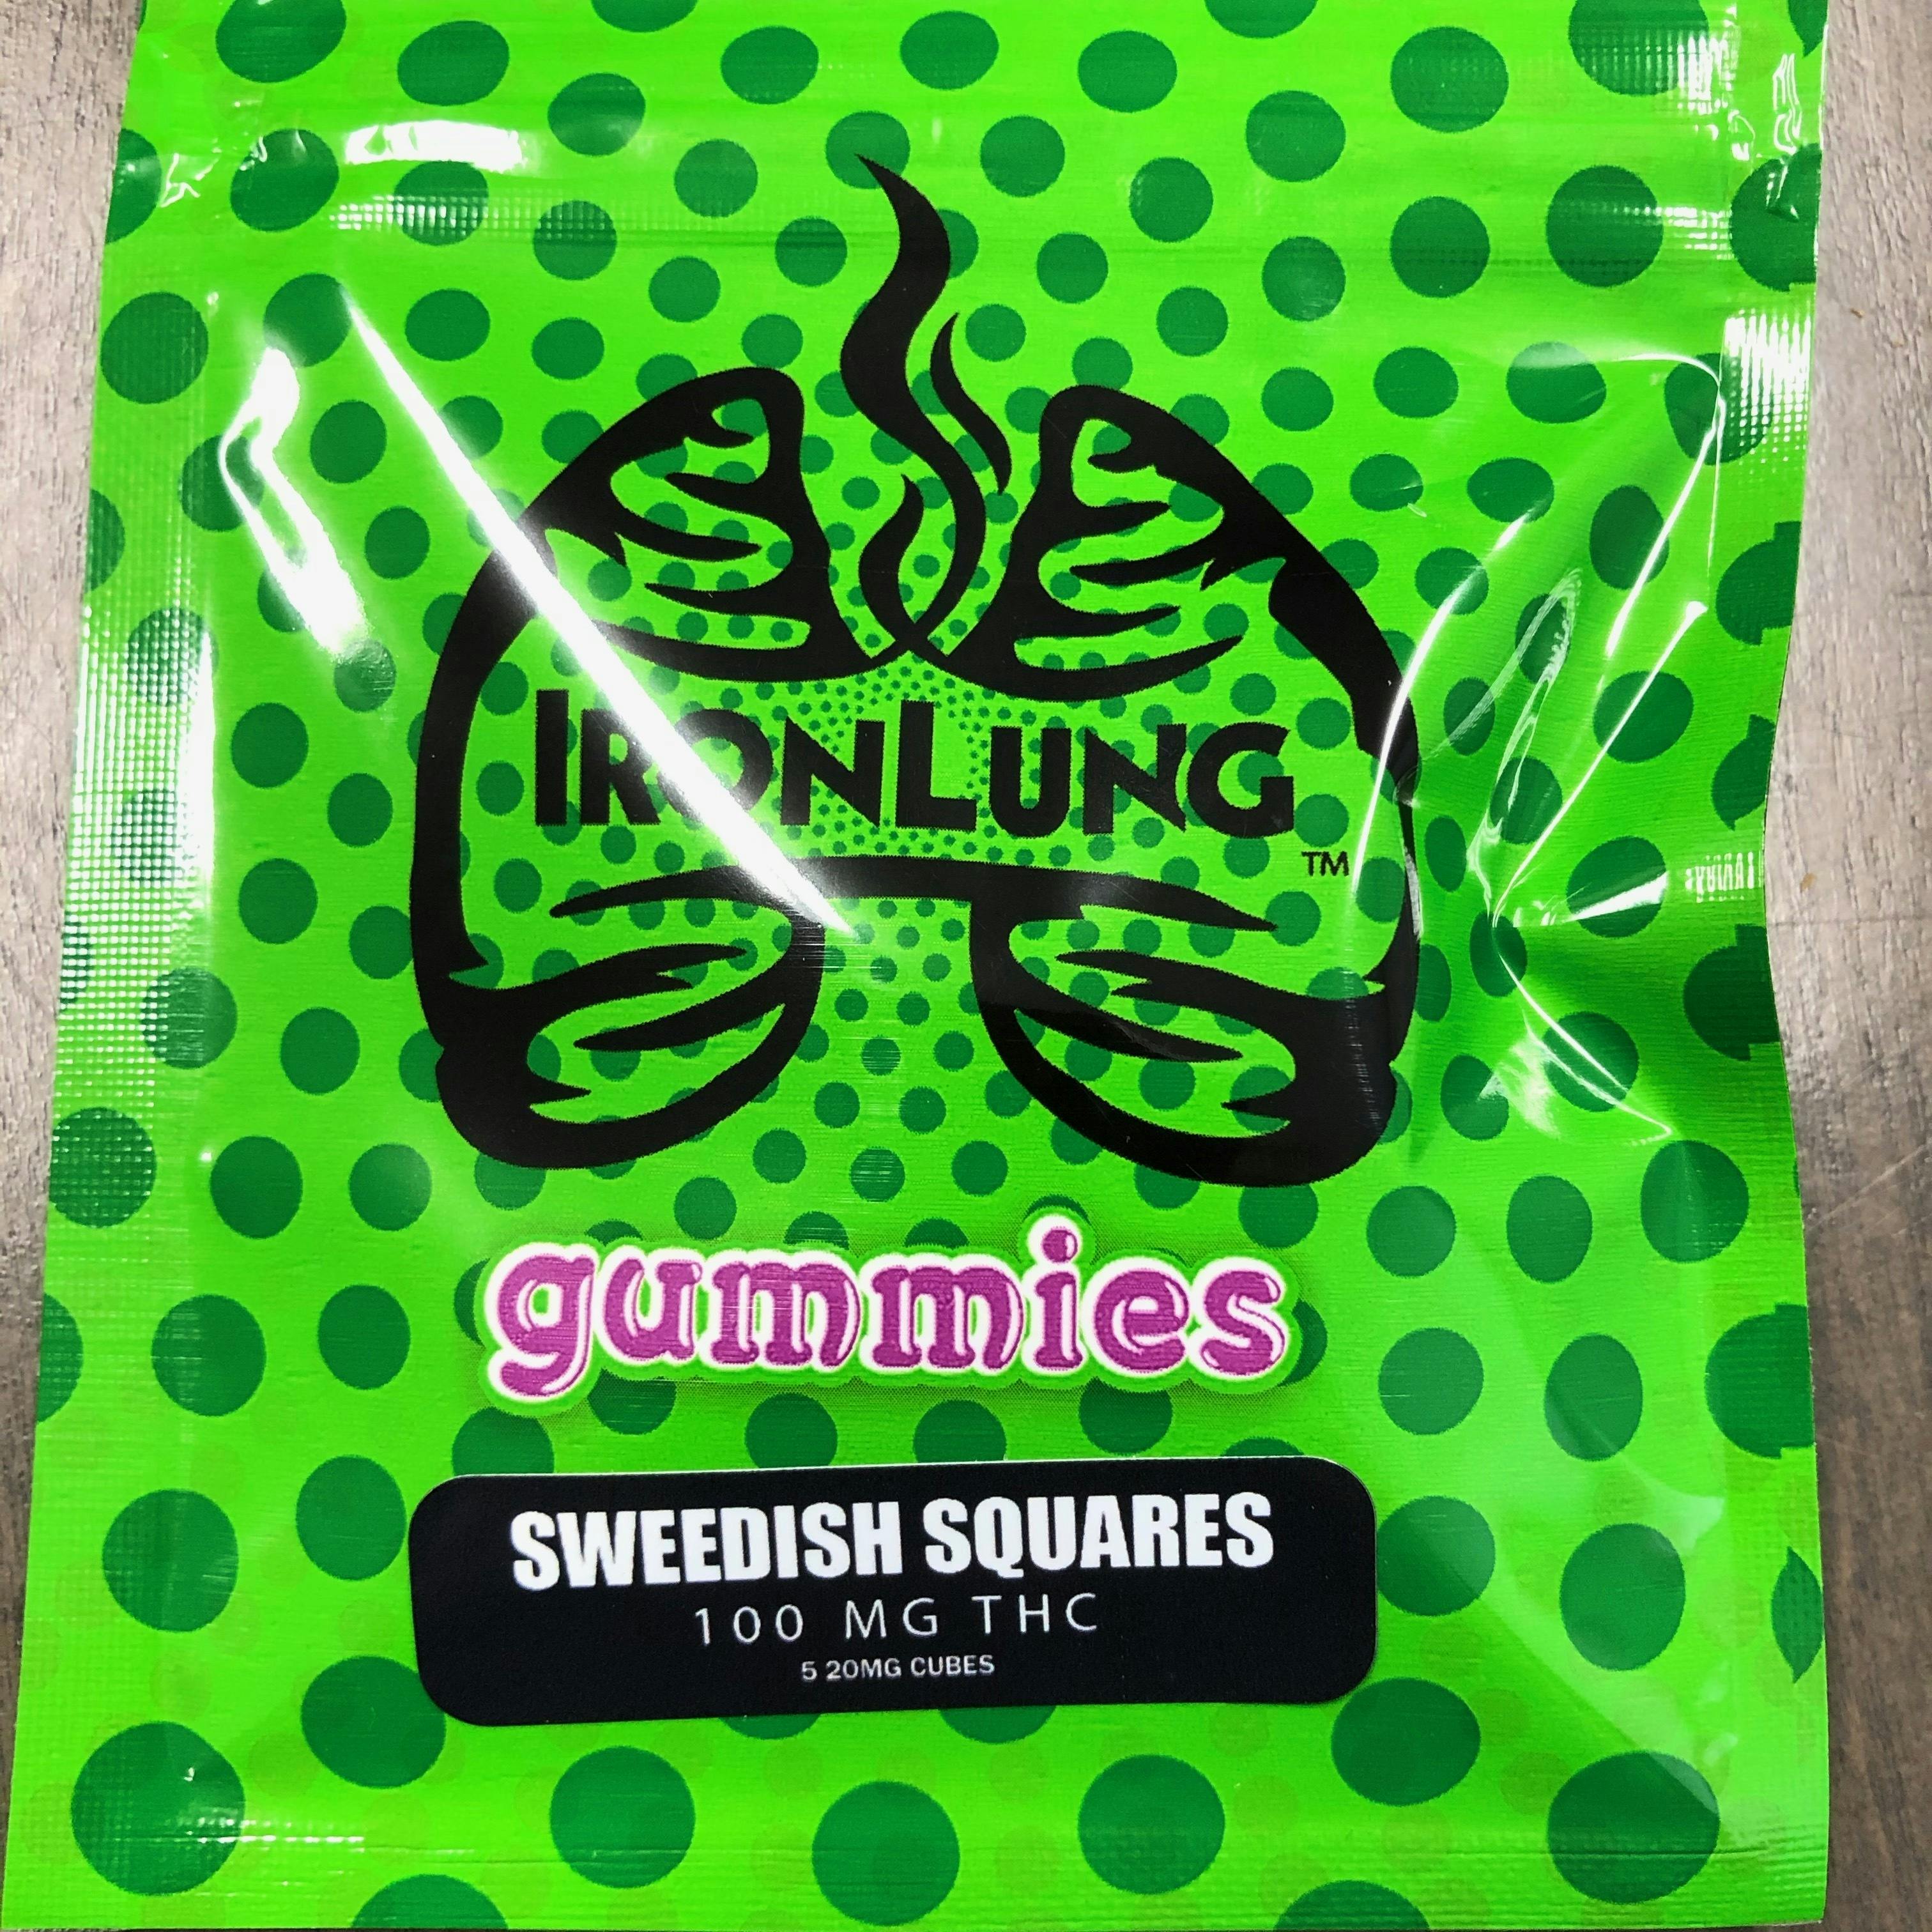 IRONLUNG
TM
gummies
SWEEDISH SQUARES
100 MG THC
5 20MG CUBES